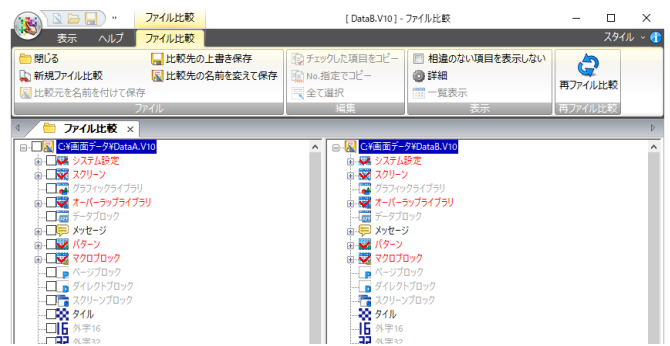 ファイル比較
[ DataB.V10 ] - ファイル比較
表示
ヘルプ
ファイル比較
スタイル
閉じる
比較先の上書き保存
新規ファイル比較
比較先の名前を変えて保存
比較元を名前を付けて保存
ファイル
チェックした項目をコピー
No.指定でコピー
全て選択
編集
相違のない項目を表示しない
詳細
一覧表示
表示
再ファイル比較
再ファイル比較
ファイル比較
C:¥画面データ¥DataA.V10
システム設定
スクリーン
グラフィックライブラリ
オーバーラップライブラリ
データブロック
メッセージ
パターン
マクロブロック
ページブロック
ダイレクトブロック
スクリーンブロック
タイル
外字16
外字32
C:¥画面データ¥DataB.V10
システム設定
スクリーン
グラフィックライブラリ
オーバーラップライブラリ
データブロック
メッセージ
パターン
マクロブロック
ページブロック
ダイレクトブロック
スクリーンブロック
タイル
外字16
外字32